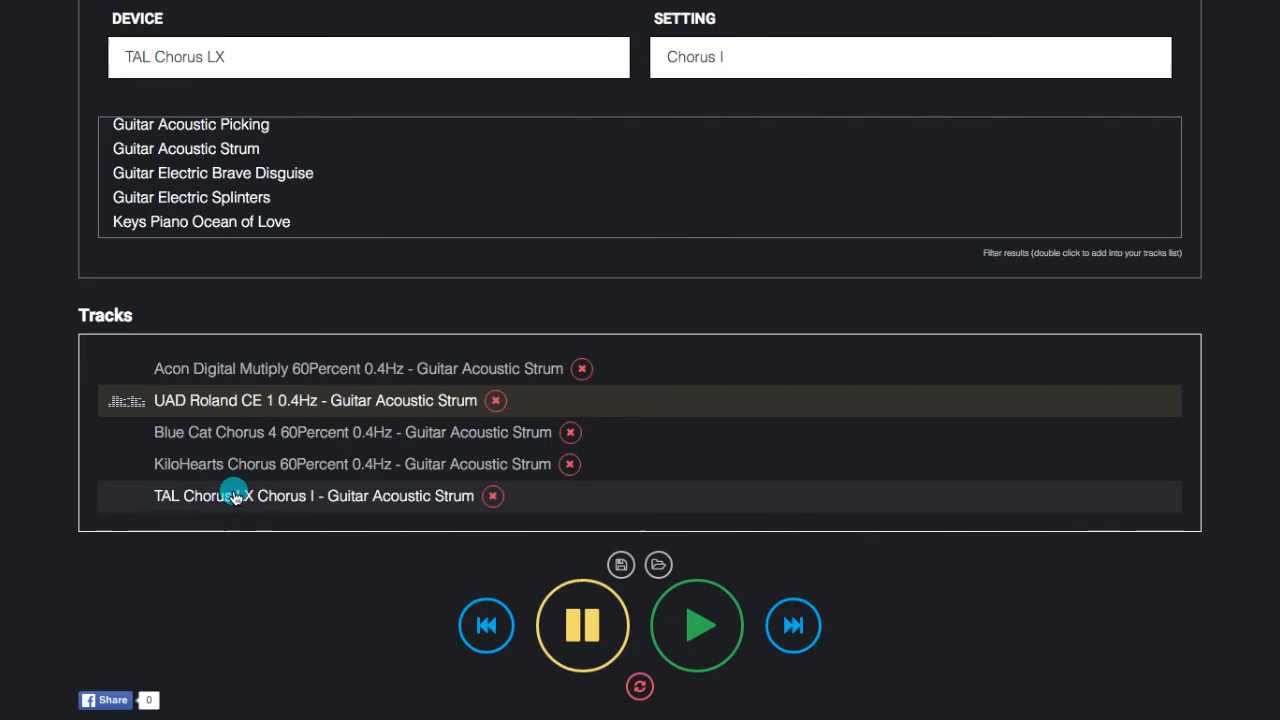 DEVICE
SETTING
TAL Chorus LX
Chorus I
Guitar Acoustic Picking
Guitar Acoustic Strum
Guitar Electric Brave Disguise
Guitar Electric Splinters
Keys Piano Ocean of Love
Filter results (double click to add into your tracks list)
Tracks
Acon Digital Mutiply 60Percent 0.4Hz - Guitar Acoustic Strum
UAD Roland CE 1 0.4Hz - Guitar Acoustic Strum
Blue Cat Chorus 4 60Percent 0.4Hz - Guitar Acoustic Strum
KiloHearts Chorus 60Percent 0.4Hz - Guitar Acoustic Strum
TAL Chorus LX Chorus I - Guitar Acoustic Strum
Share
0